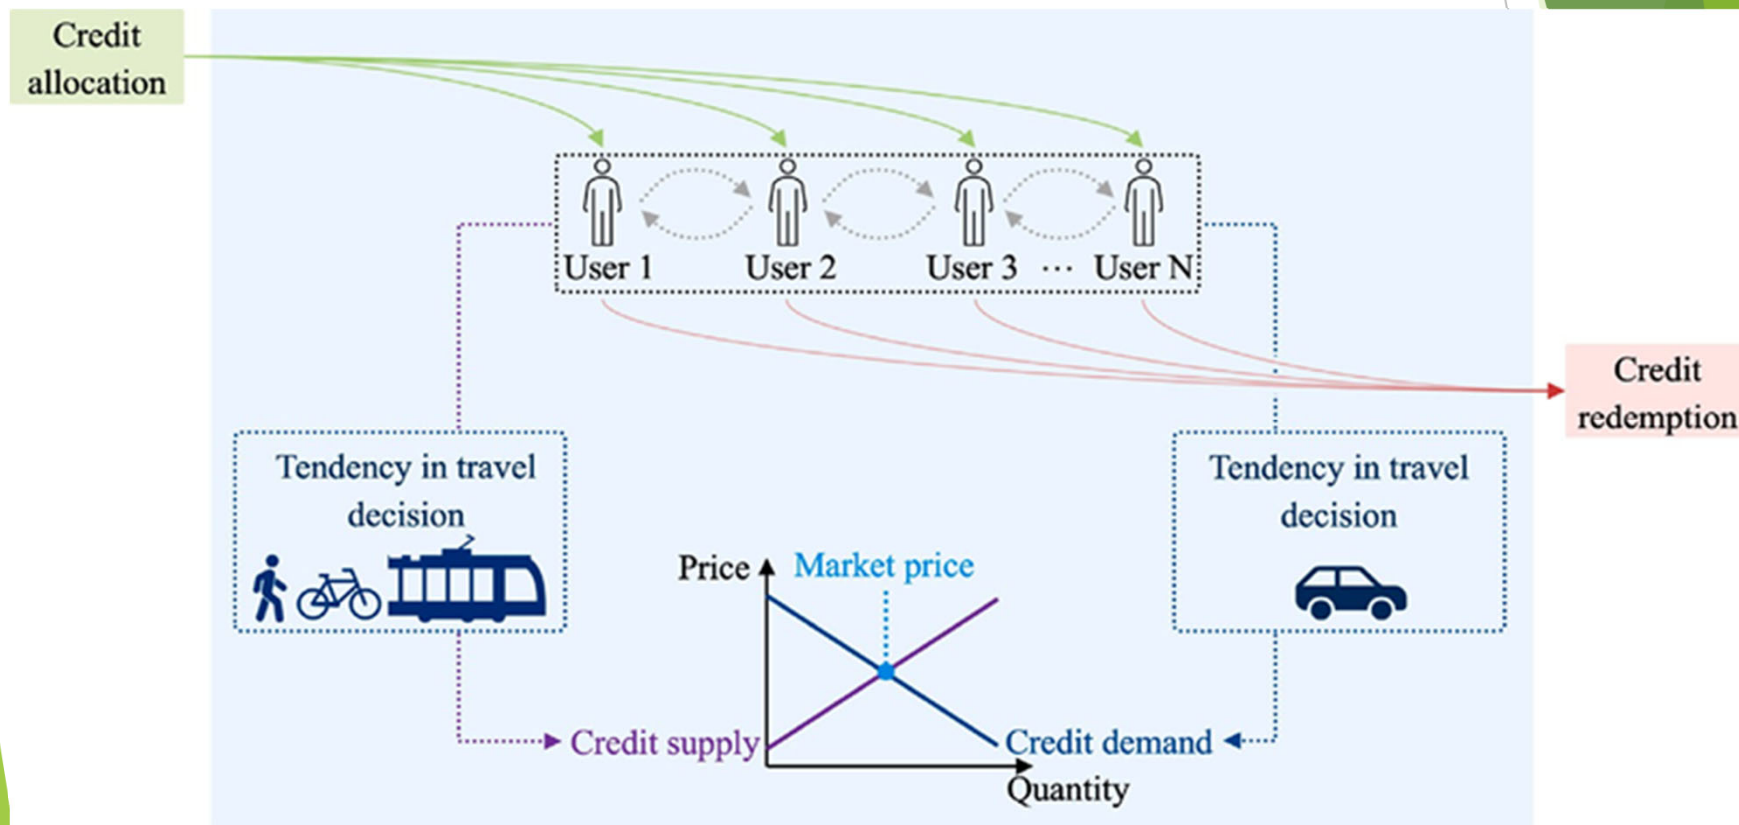 Credit
allocation
User 1
User 2
User 3
...
User N
Credit
redemption
Tendency in travel
decision
Tendency in travel
decision
Price
Market price
Credit supply
Credit demand
Quantity